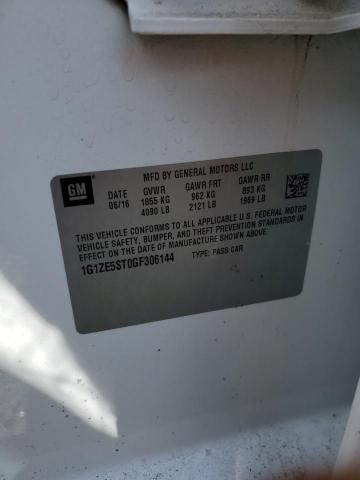 MFD BY GENERAL MOTORS LLC
GM
DATE GVWR GAWR FRT GAWR RR
06/16 1855 KG 962 KG 893 KG
4090 LB 2121 LB 1969 LB
THIS VEHICLE CONFORMS TO ALL APPLICABLE U.S. FEDERAL MOTOR
VEHICLE SAFETY, BUMPER, AND THEFT PREVENTION STANDARDS IN
EFFECT ON THE DATE OF MANUFACTURE SHOWN ABOVE.
1G1ZE5ST0GF306144 TYPE: PASS CAR